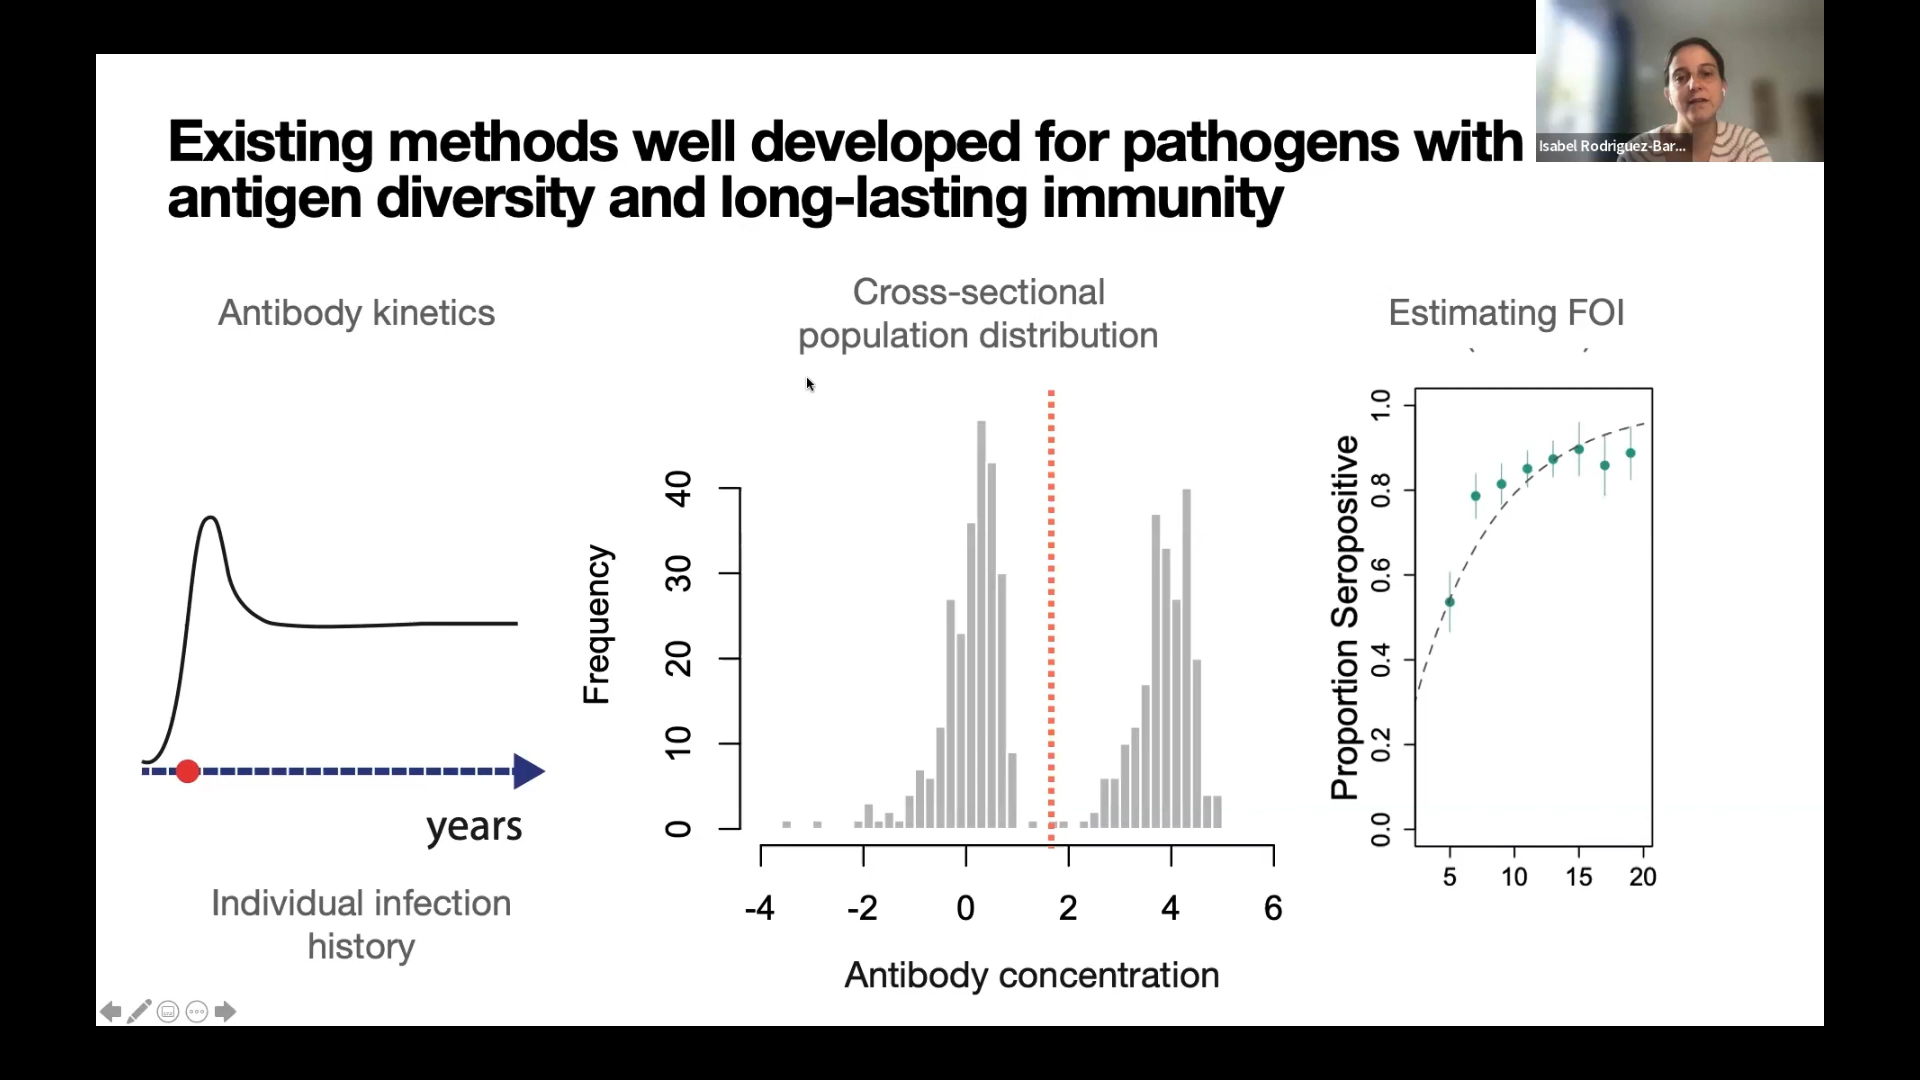 Existing methods well developed for pathogens with
antigen diversity and long-lasting immunity
Isabel Rodriguez-Bar...
Antibody kinetics
years
Individual infection
history
Cross-sectional
population distribution
Frequency
40
30
20
10
0
-4 -2 0 2 4 6
Antibody concentration
Estimating FOI
Proportion Seropositive
1.0
0.8
0.6
0.4
0.2
0.0
5 10 15 20